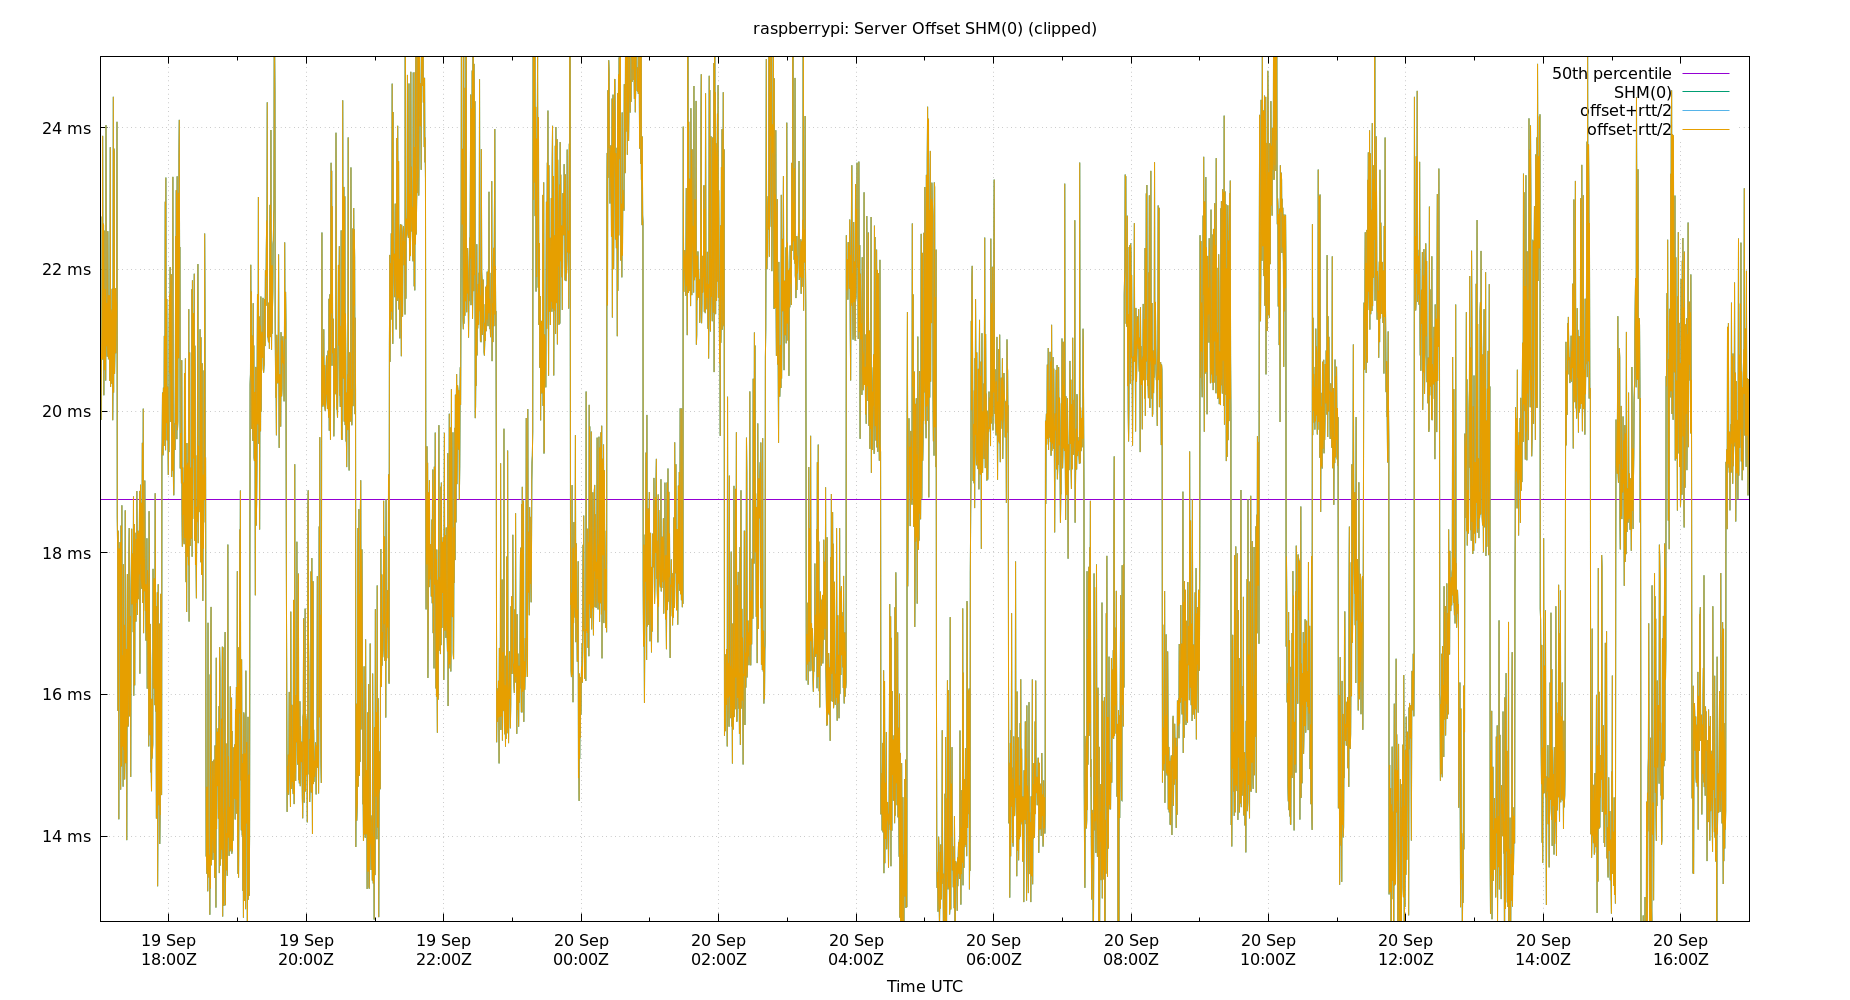 raspberrypi: Server Offset SHM(0) (clipped)
50th percentile
SHM(0)
offset+rtt/2
offset-rtt/2
24 ms
22 ms
20 ms
18 ms
16 ms
14 ms
19 Sep 19 Sep 19 Sep 20 Sep 20 Sep 20 Sep 20 Sep 20 Sep 20 Sep 20 Sep 20 Sep 20 Sep
18:00Z 20:00Z 22:00Z 00:00Z 02:00Z 04:00Z 06:00Z 08:00Z 10:00Z 12:00Z 14:00Z 16:00Z
Time UTC